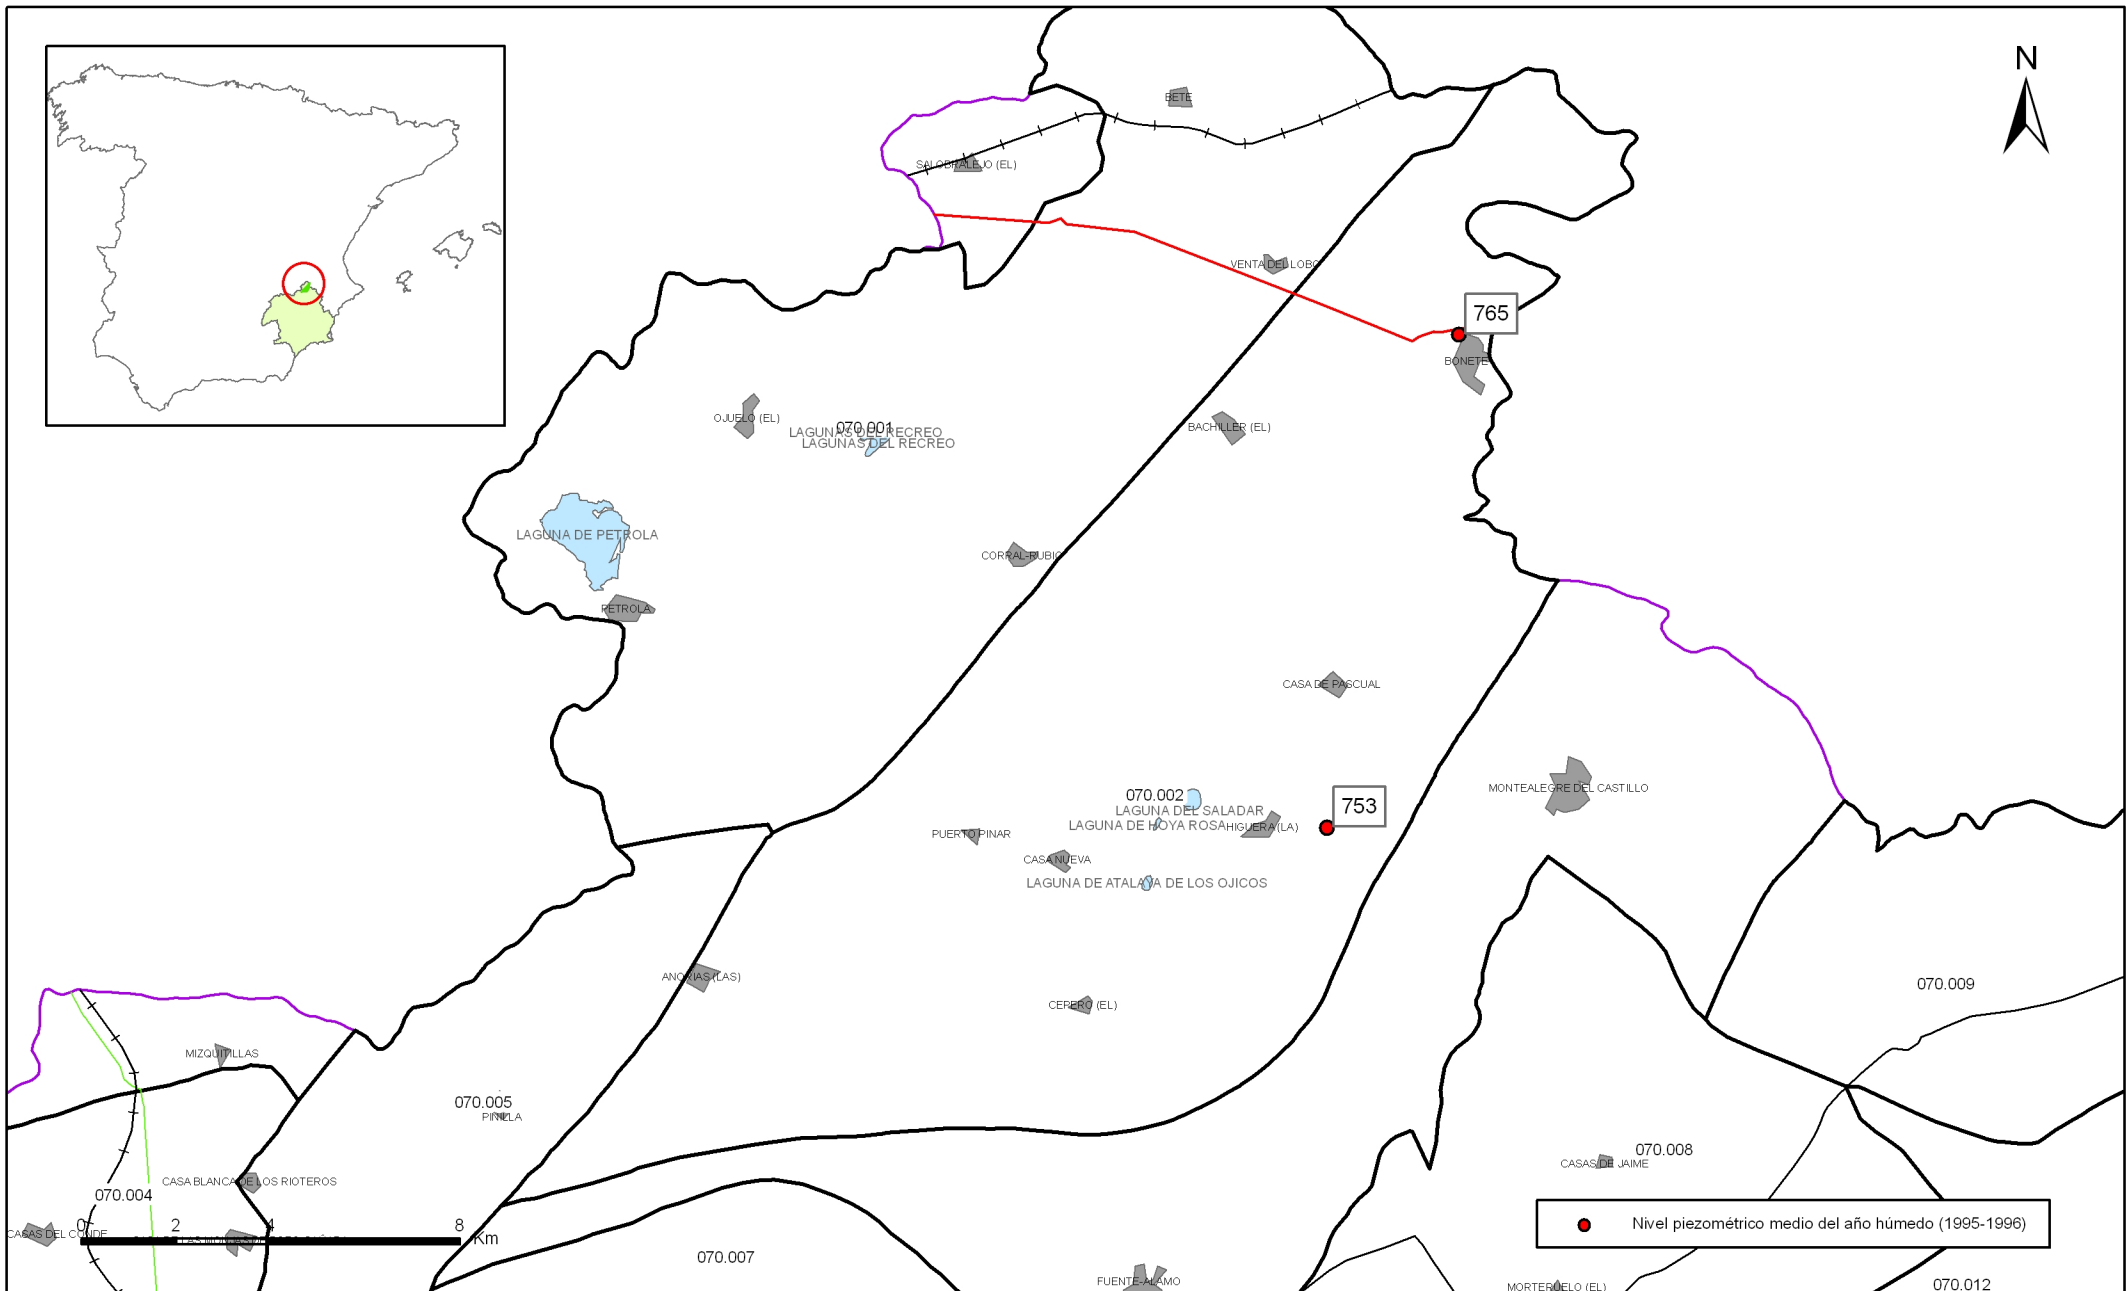 N
BETE
SALOBRALEJO (EL)
VENTA DEL LOBO
765
BONETE
OJUELO (EL)
070.001
LAGUNAS DEL RECREO
LAGUNAS DEL RECREO
BACHILLER (EL)
LAGUNA DE PETROLA
CORRAL-RUBIO
PETROLA
CASA DE PASCUAL
MONTEALEGRE DEL CASTILLO
070.002
753
LAGUNA DEL SALADAR
LAGUNA DE HOYA ROSA
HIGUERA (LA)
PUERTO PINAR
CASA NUEVA
LAGUNA DE ATALAYA DE LOS OJICOS
ANORIAS (LAS)
070.009
CEPERO (EL)
MIZQUITILLAS
070.005
PINILLA
070.008
CASAS DE JAIME
CASA BLANCA DE LOS RIOTEROS
070.004
0 2 4 8
Km
CASAS DEL CONDE
Nivel piezométrico medio del año húmedo (1995-1996)
070.007
FUENTE-ALAMO
MORTERUELO (EL)
070.012